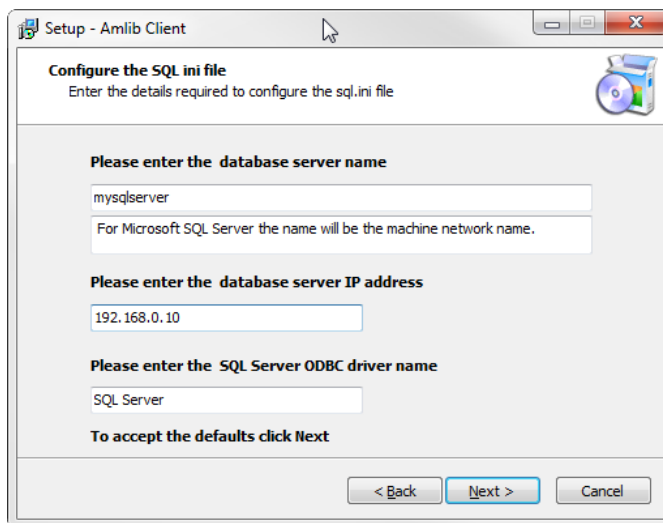 Setup - Amlib Client
Configure the SQL ini file
Enter the details required to configure the sql.ini file
Please enter the  database server name
mysqlserver
For Microsoft SQL Server the name will be the machine network name.
Please enter the  database server IP address
192.168.0.10
Please enter the  SQL Server ODBC driver name
SQL Server
To accept the defaults click Next
< Back
Next >
Cancel